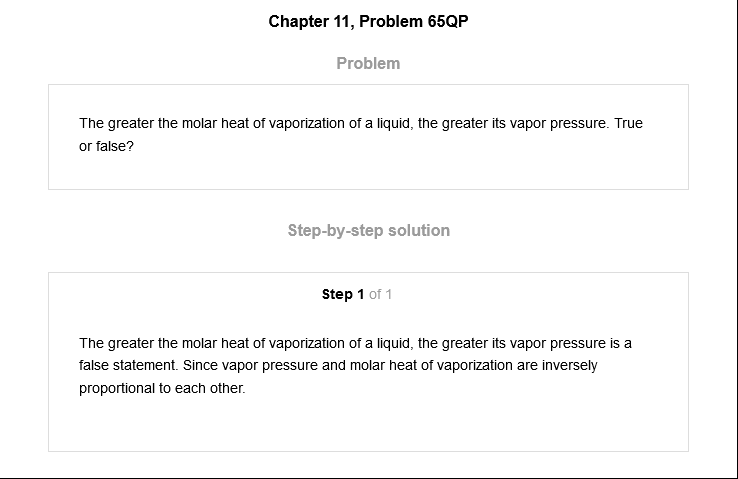 Chapter 11, Problem 65QP
Problem
The greater the molar heat of vaporization of a liquid, the greater its vapor pressure. True
or false?
Step-by-step solution
Step 1 of 1
The greater the molar heat of vaporization of a liquid, the greater its vapor pressure is a
false statement. Since vapor pressure and molar heat of vaporization are inversely
proportional to each other.